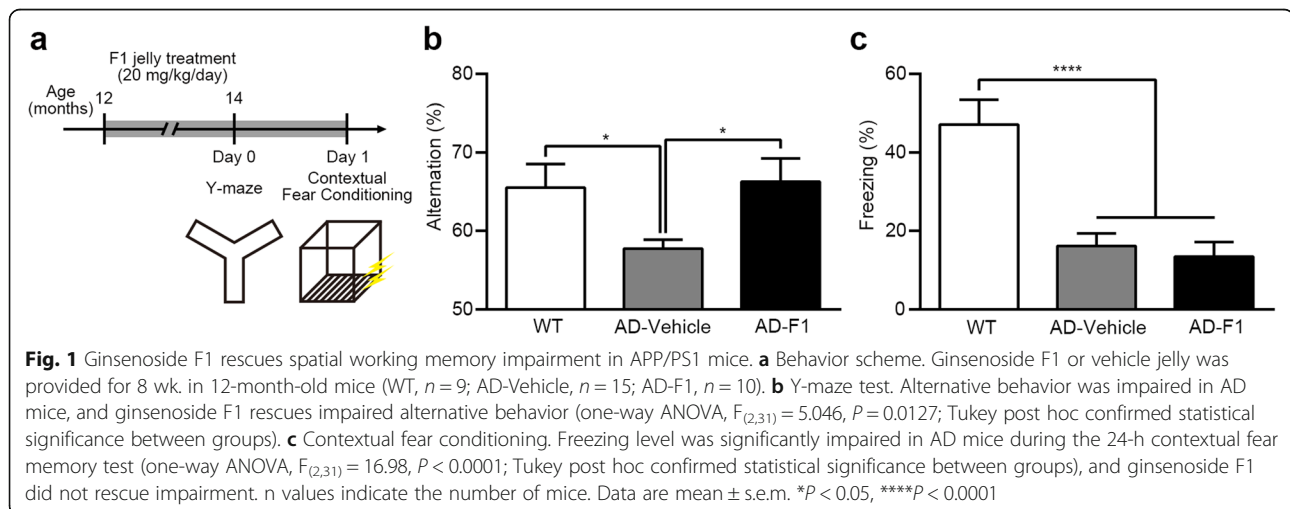 a
F1 jelly treatment
(20 mg/kg/day)
Age
(months)
12
14
Day 0
Day 1
Y-maze
Contextual
Fear Conditioning
b
Alternation (%)
80
70
60
50
*
*
WT
AD-Vehicle
AD-F1
c
Freezing (%)
60
40
20
0
****
WT
AD-Vehicle
AD-F1
Fig. 1 Ginsenoside F1 rescues spatial working memory impairment in APP/PS1 mice. a Behavior scheme. Ginsenoside F1 or vehicle jelly was
provided for 8 wk. in 12-month-old mice (WT, n = 9; AD-Vehicle, n = 15; AD-F1, n = 10). b Y-maze test. Alternative behavior was impaired in AD
mice, and ginsenoside F1 rescues impaired alternative behavior (one-way ANOVA, F(2,31) = 5.046, P = 0.0127; Tukey post hoc confirmed statistical
significance between groups). c Contextual fear conditioning. Freezing level was significantly impaired in AD mice during the 24-h contextual fear
memory test (one-way ANOVA, F(2,31) = 16.98, P < 0.0001; Tukey post hoc confirmed statistical significance between groups), and ginsenoside F1
did not rescue impairment. n values indicate the number of mice. Data are mean ± s.e.m. *P < 0.05, ****P < 0.0001